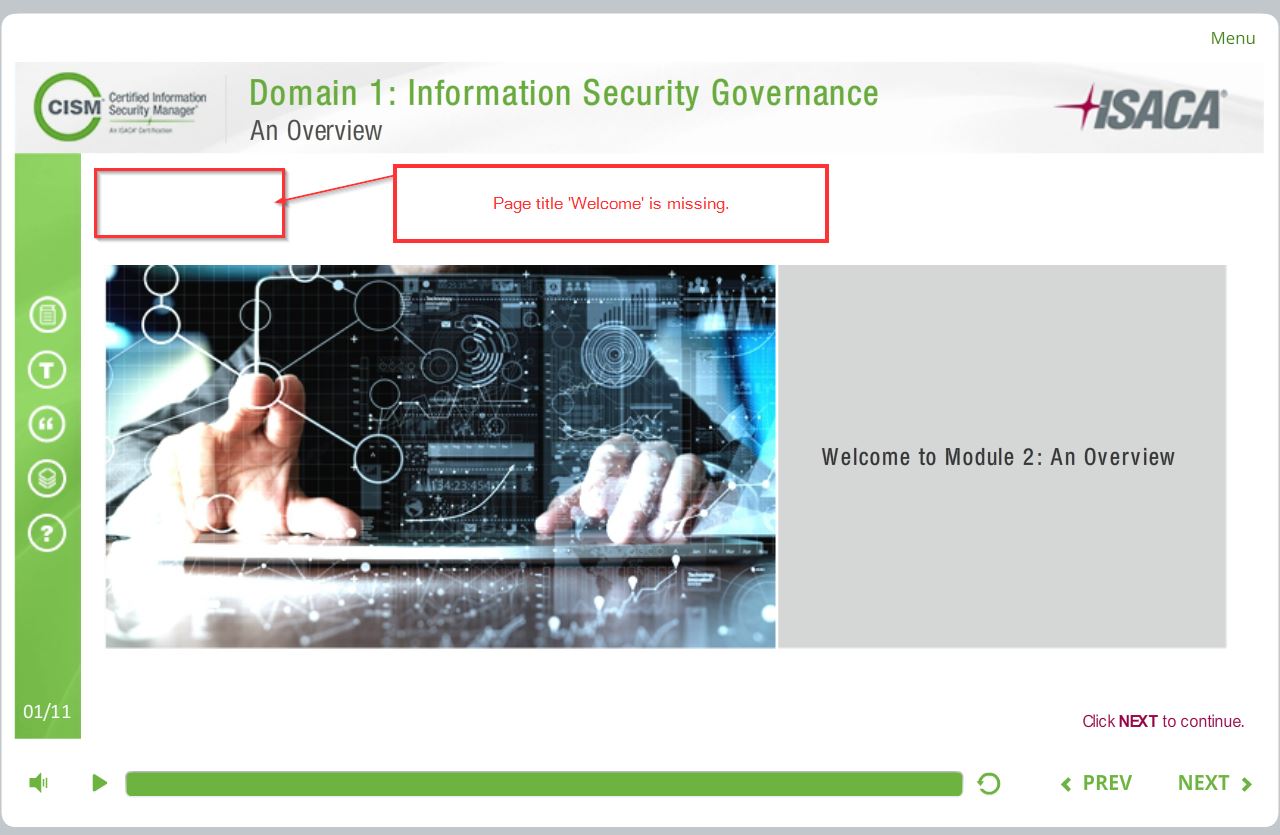 Menu
CISM
Certified Information
Security Manager®
An ISACA® Certification
Domain 1: Information Security Governance
An Overview
ISACA®
Page title 'Welcome' is missing.
Welcome to Module 2: An Overview
T
“
?
01/11
Click NEXT to continue.
PREV
NEXT